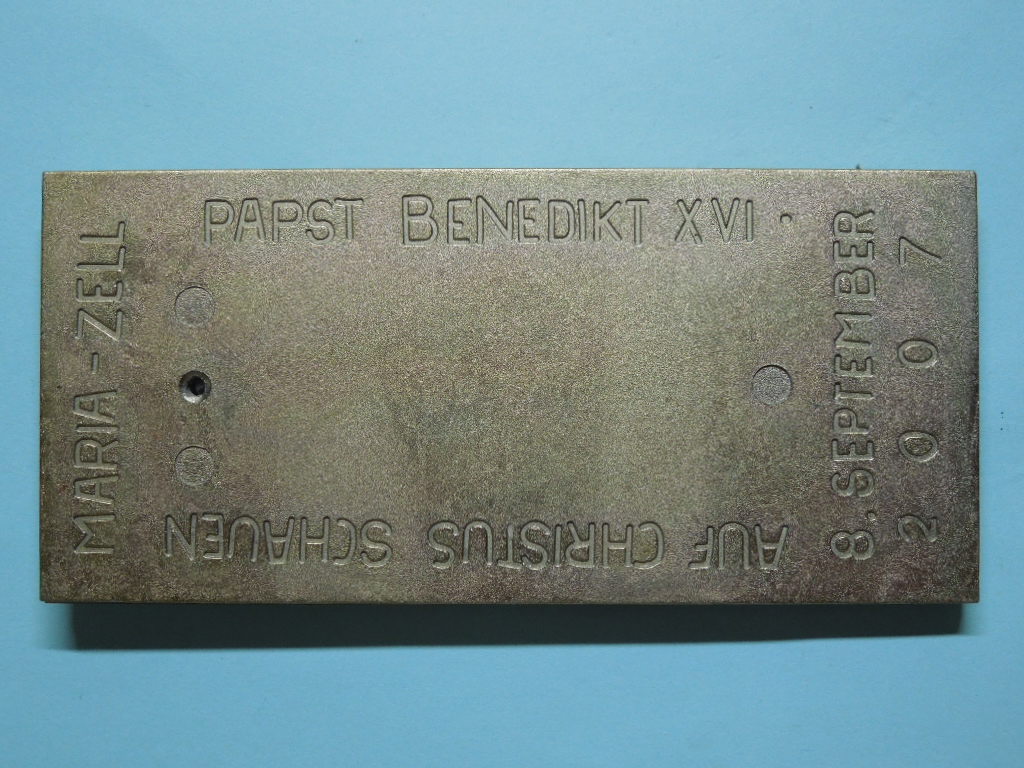 PAPST BENEDIKT XVI.
8. SEPTEMBER
2007
AUF CHRISTUS SCHAUEN
MARIA-ZELL